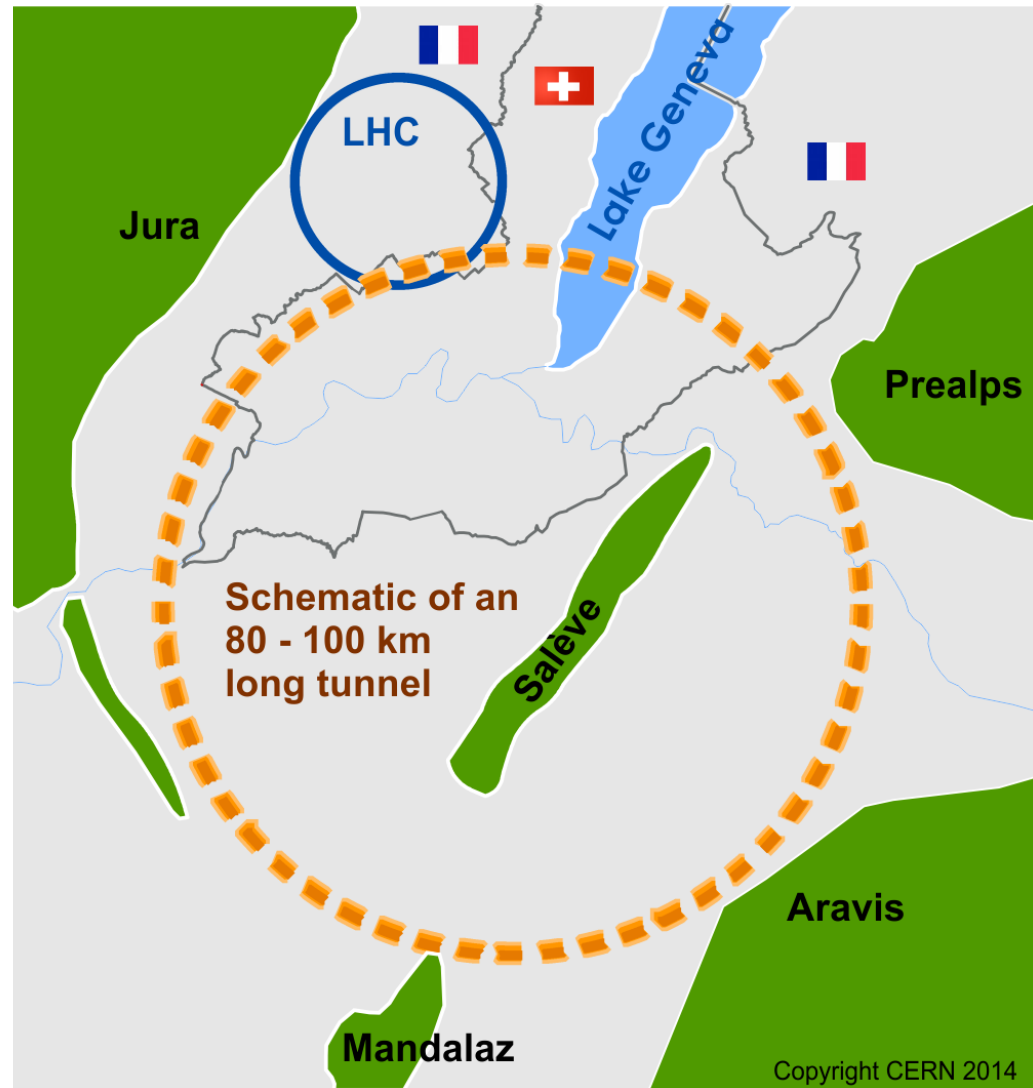 LHC
Lake Geneva
Jura
Prealps
Schematic of an
80 - 100 km
long tunnel
Salève
Aravis
Mandalaz
Copyright CERN 2014